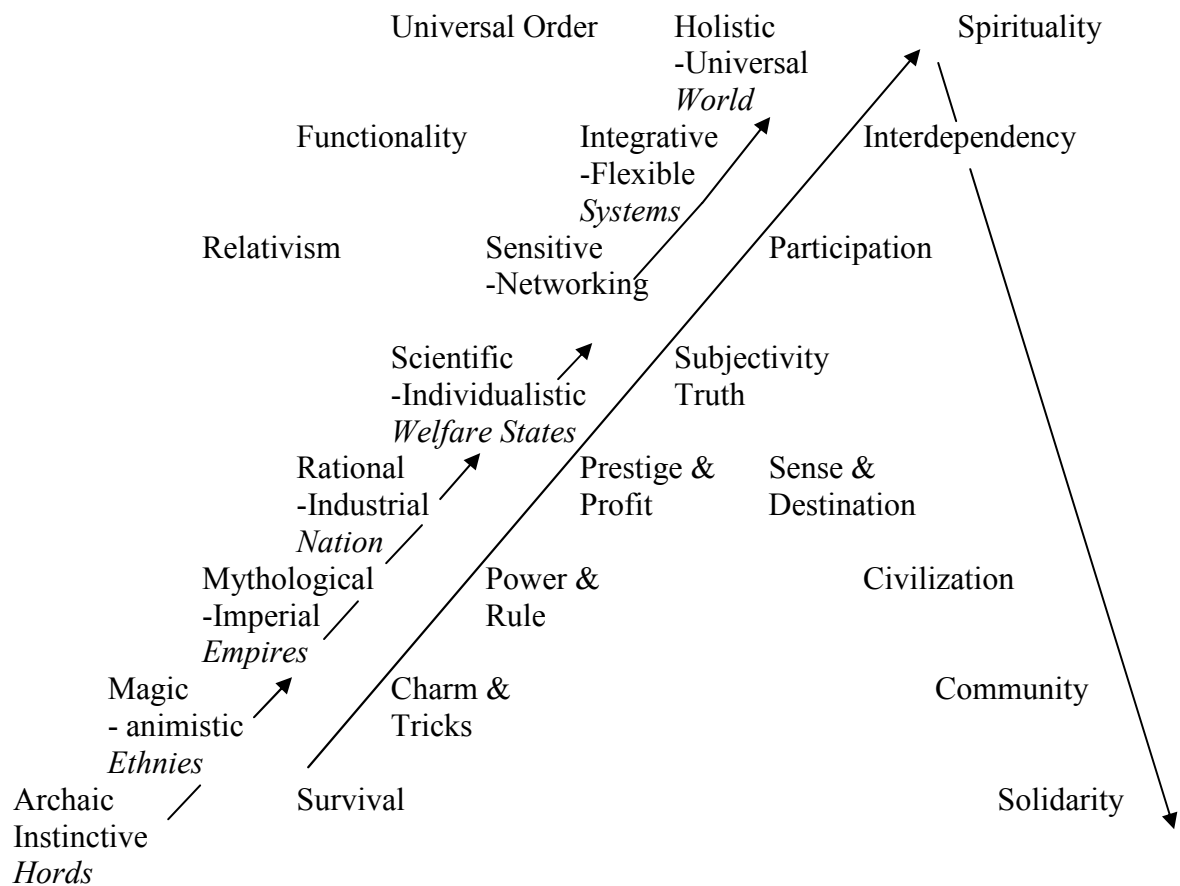 Universal Order Holistic Spirituality
-Universal
World
Functionality Integrative Interdependency
-Flexible
Systems
Relativism Sensitive Participation
-Networking
Scientific Subjectivity
-Individualistic Truth
Welfare States
Rational Prestige & Sense &
-Industrial Profit Destination
Nation
Mythological Power & Civilization
-Imperial Rule
Empires
Magic Charm & Community
- animistic Tricks
Ethnies
Archaic Survival Solidarity
Instinctive
Hords